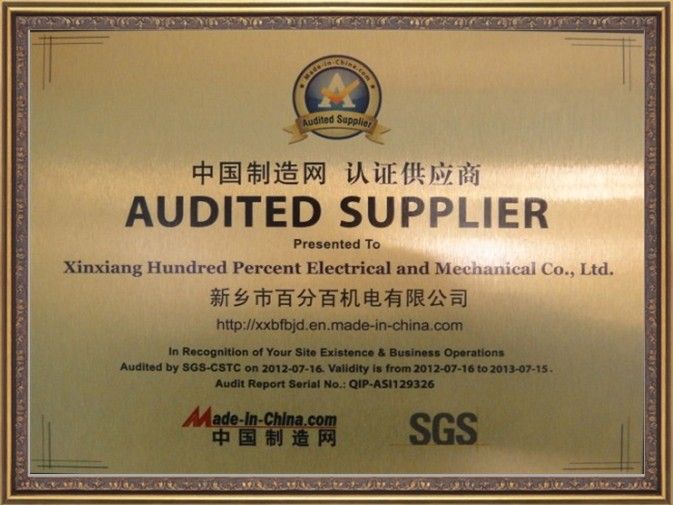 Made-in-China.com
Audited Supplier
中国制造网 认证供应商
AUDITED SUPPLIER
Presented To
Xinxiang Hundred Percent Electrical and Mechanical Co., Ltd.
新乡市百分百机电有限公司
http://xxbfbjd.en.made-in-china.com
In Recognition of Your Site Existence & Business Operations
Audited by SGS-CSTC on 2012-07-16. Validity is from 2012-07-16 to 2013-07-15.
Audit Report Serial No.: QIP-ASI129326
Made-in-China.com
中国制造网
SGS